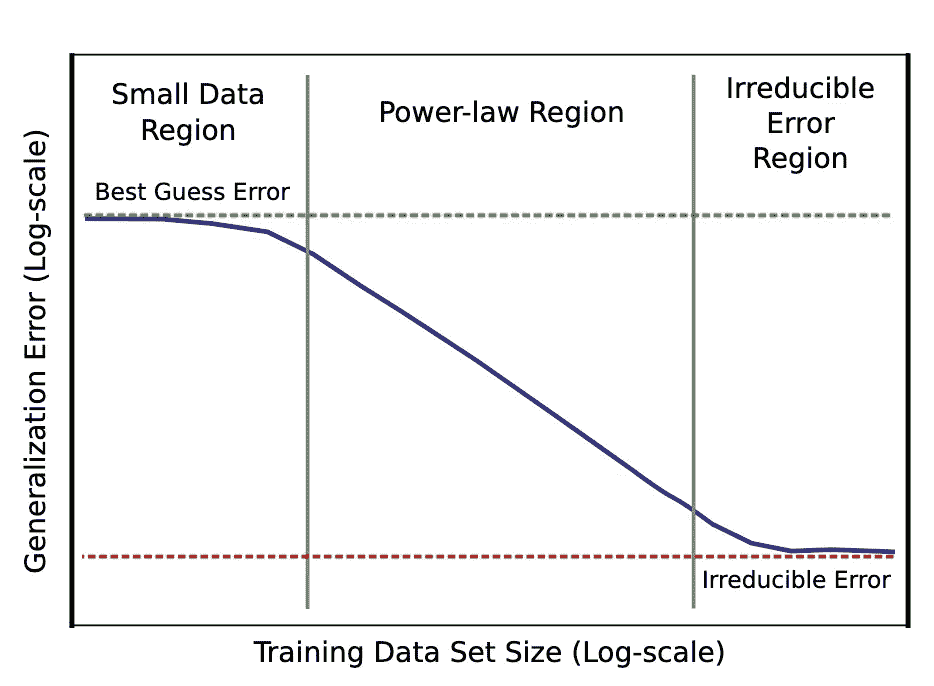 Small Data
Region
Power-law Region
Irreducible
Error
Region
Best Guess Error
Generalization Error (Log-scale)
Irreducible Error
Training Data Set Size (Log-scale)